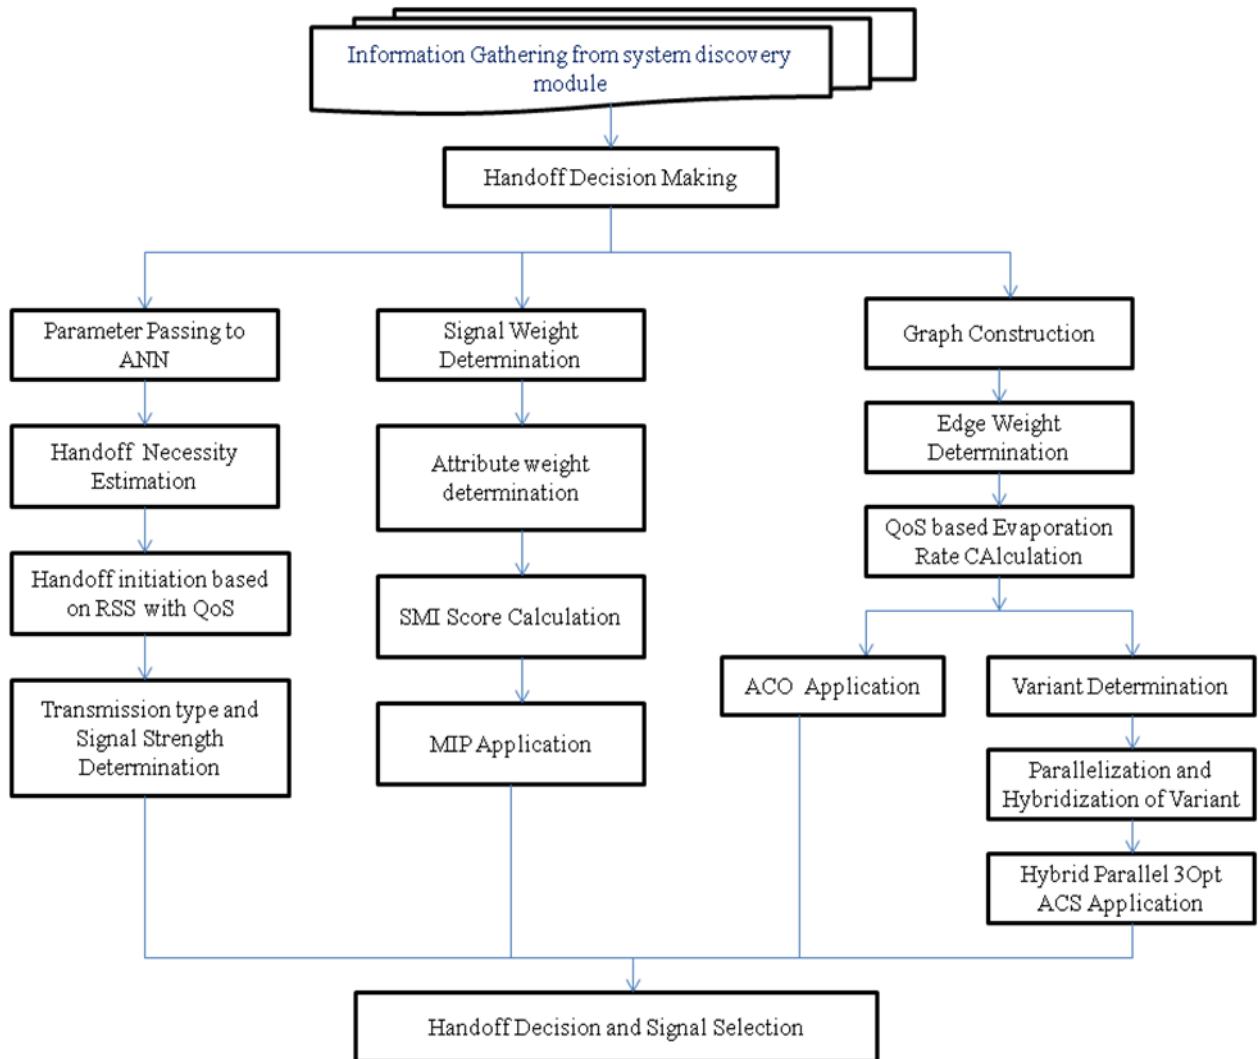 Information Gathering from system discovery
module
Handoff Decision Making
Parameter Passing to
ANN
Signal Weight
Determination
Graph Construction
Handoff Necessity
Estimation
Attribute weight
determination
Edge Weight
Determination
QoS based Evaporation
Rate CAlculation
Handoff initiation based
on RSS with QoS
SMI Score Calculation
ACO Application
Variant Determination
Transmission type and
Signal Strength
Determination
MIP Application
Parallelization and
Hybridization of Variant
Hybrid Parallel 3Opt
ACS Application
Handoff Decision and Signal Selection